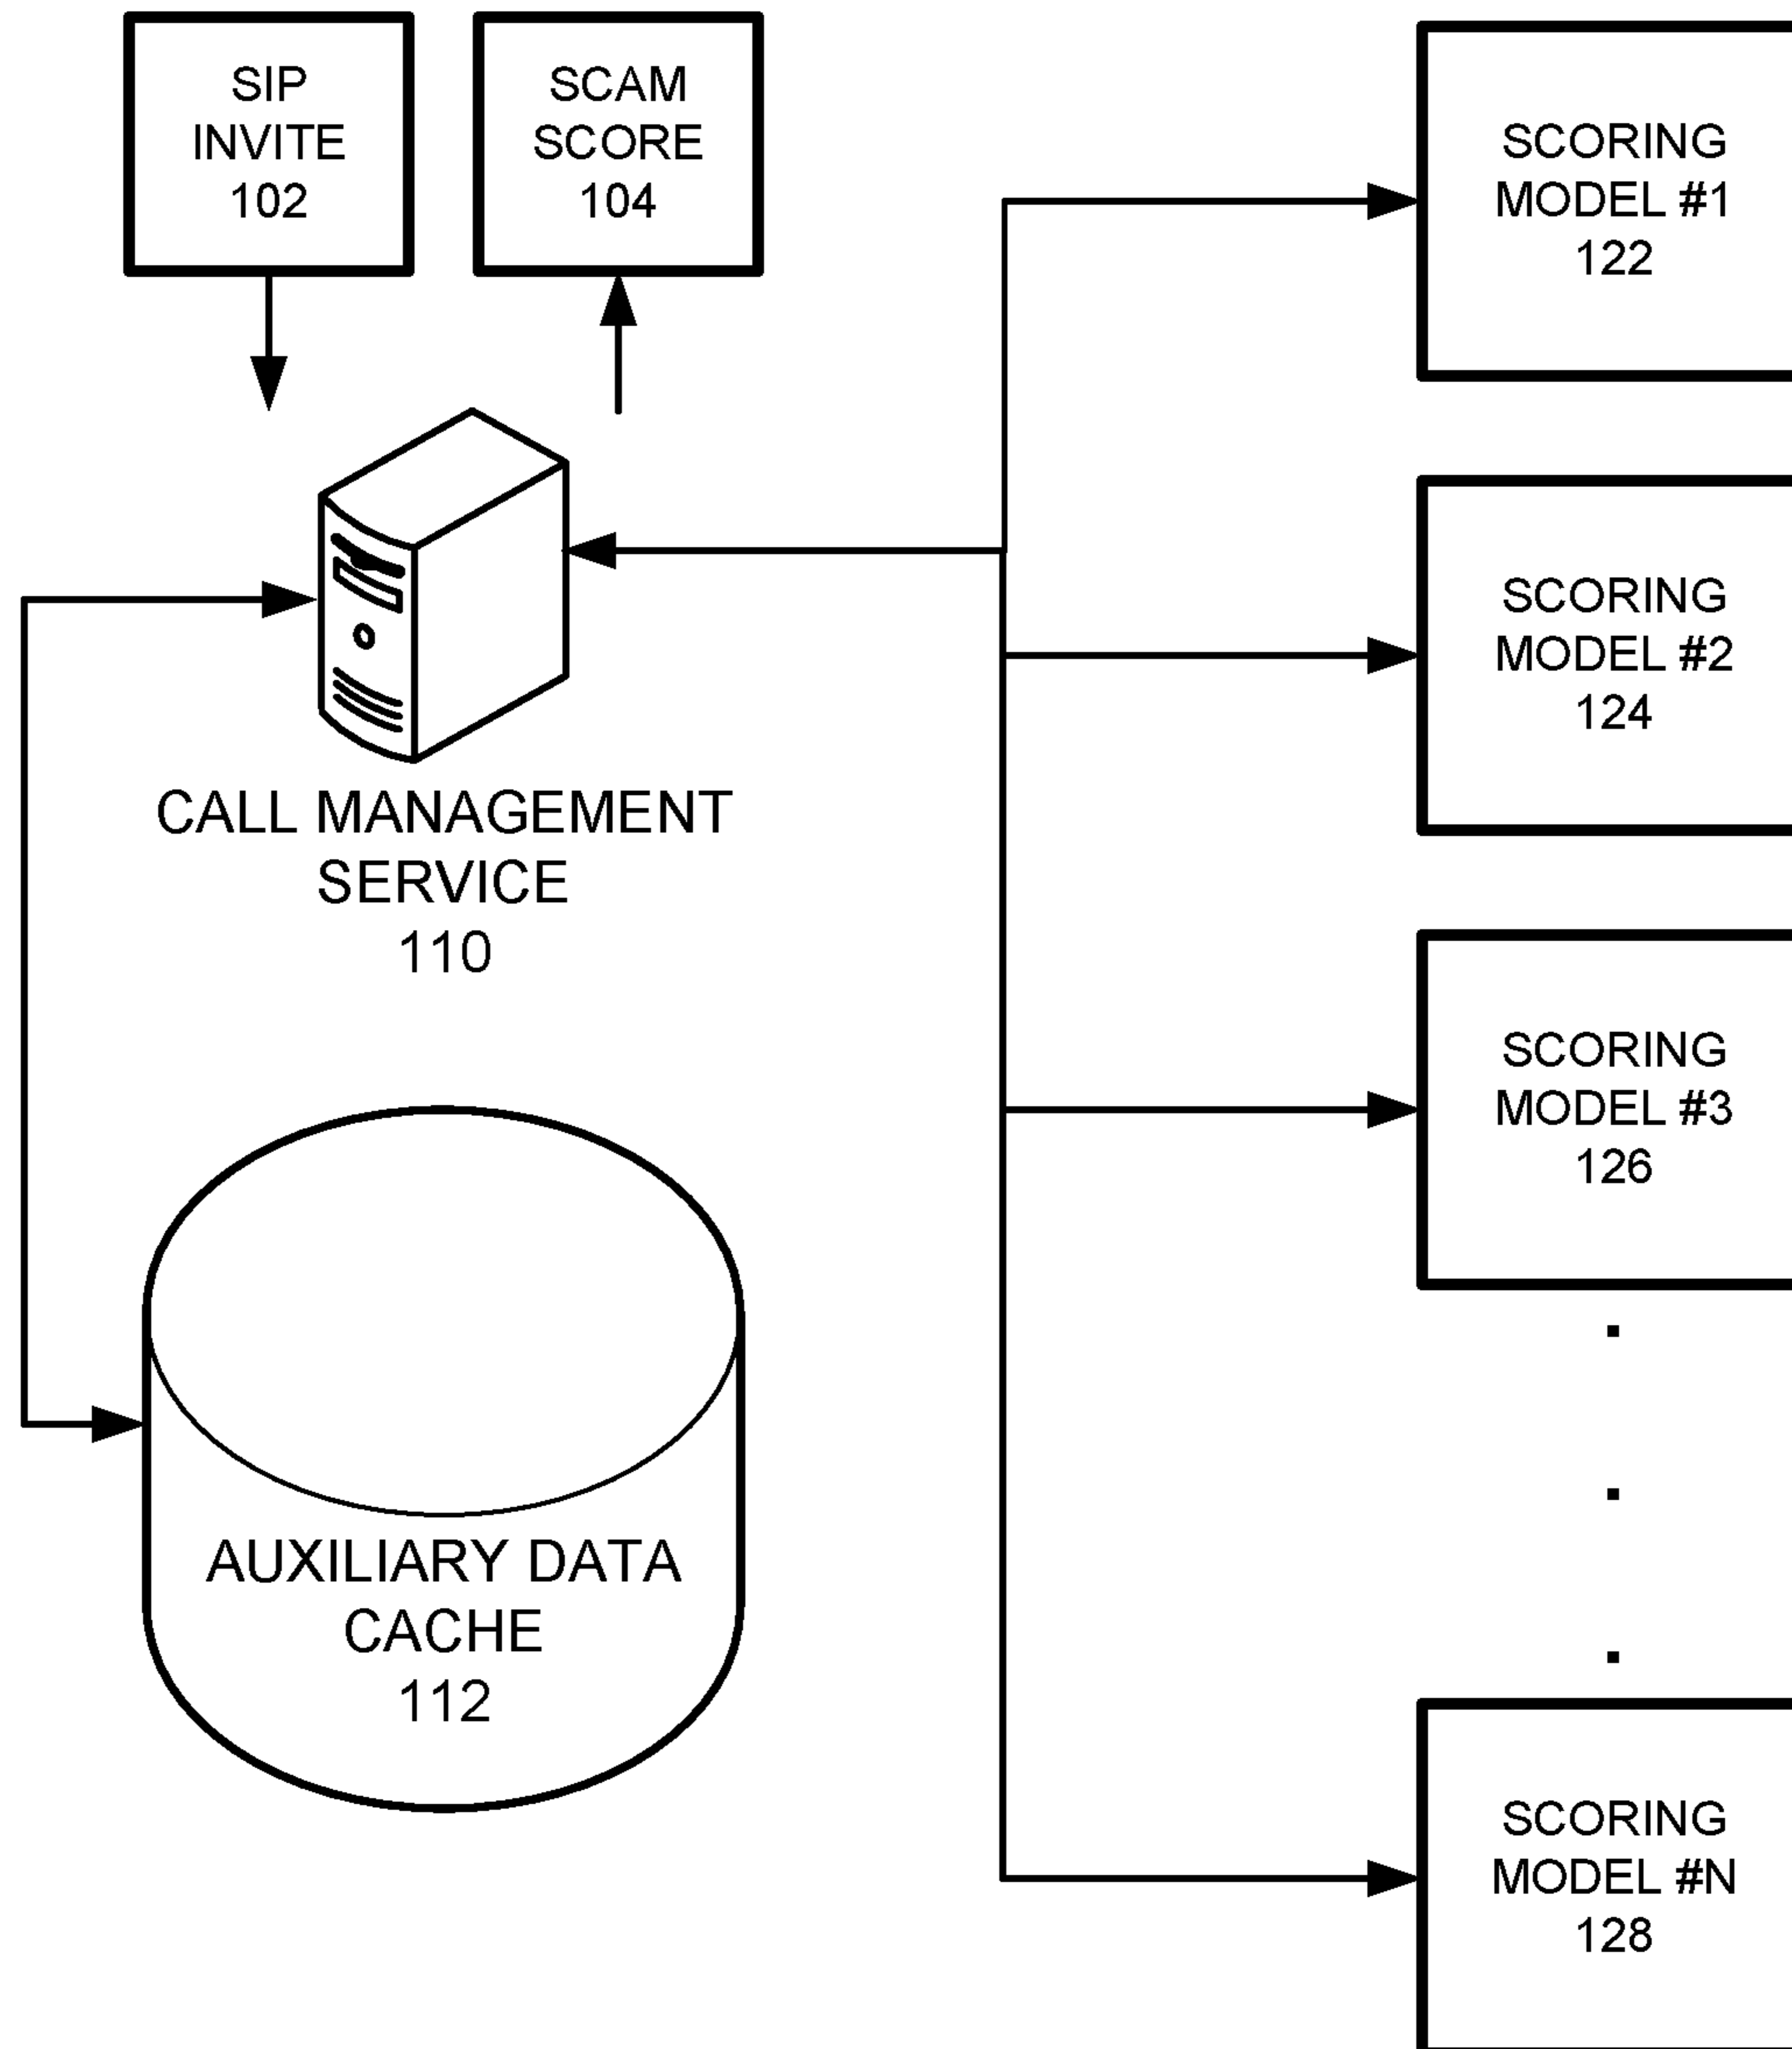 SIP
INVITE
102
SCAM
SCORE
104
SCORING
MODEL #1
122
SCORING
MODEL #2
124
CALL MANAGEMENT
SERVICE
110
SCORING
MODEL #3
126
AUXILIARY DATA
CACHE
112
SCORING
MODEL #N
128